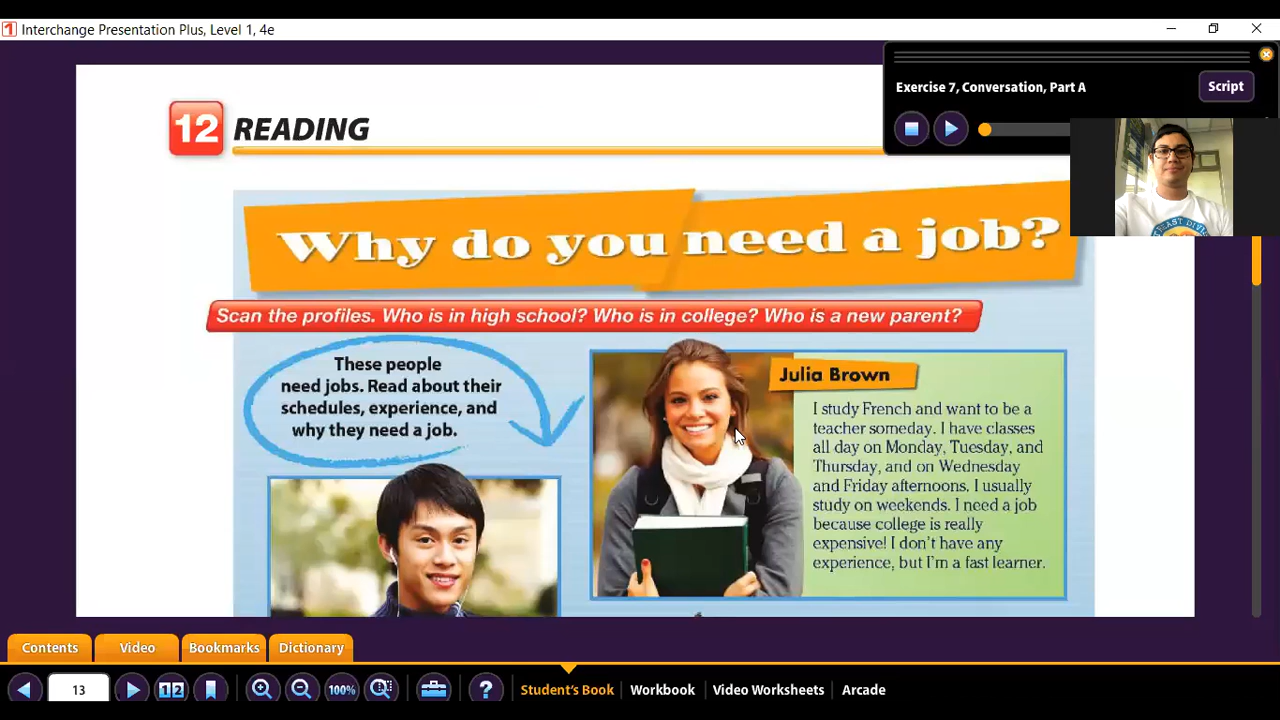 Interchange Presentation Plus, Level 1, 4e
Exercise 7, Conversation, Part A
Script
12 READING
Why do you need a job?
Scan the profiles. Who is in high school? Who is in college? Who is a new parent?
These people
need jobs. Read about their
schedules, experience, and
why they need a job.
Julia Brown
I study French and want to be a
teacher someday. I have classes
all day on Monday, Tuesday, and
Thursday, and on Wednesday
and Friday afternoons. I usually
study on weekends. I need a job
because college is really
expensive! I don't have any
experience, but I'm a fast learner.
Contents Video Bookmarks Dictionary
13 1 2 100% ? Student's Book Workbook Video Worksheets Arcade